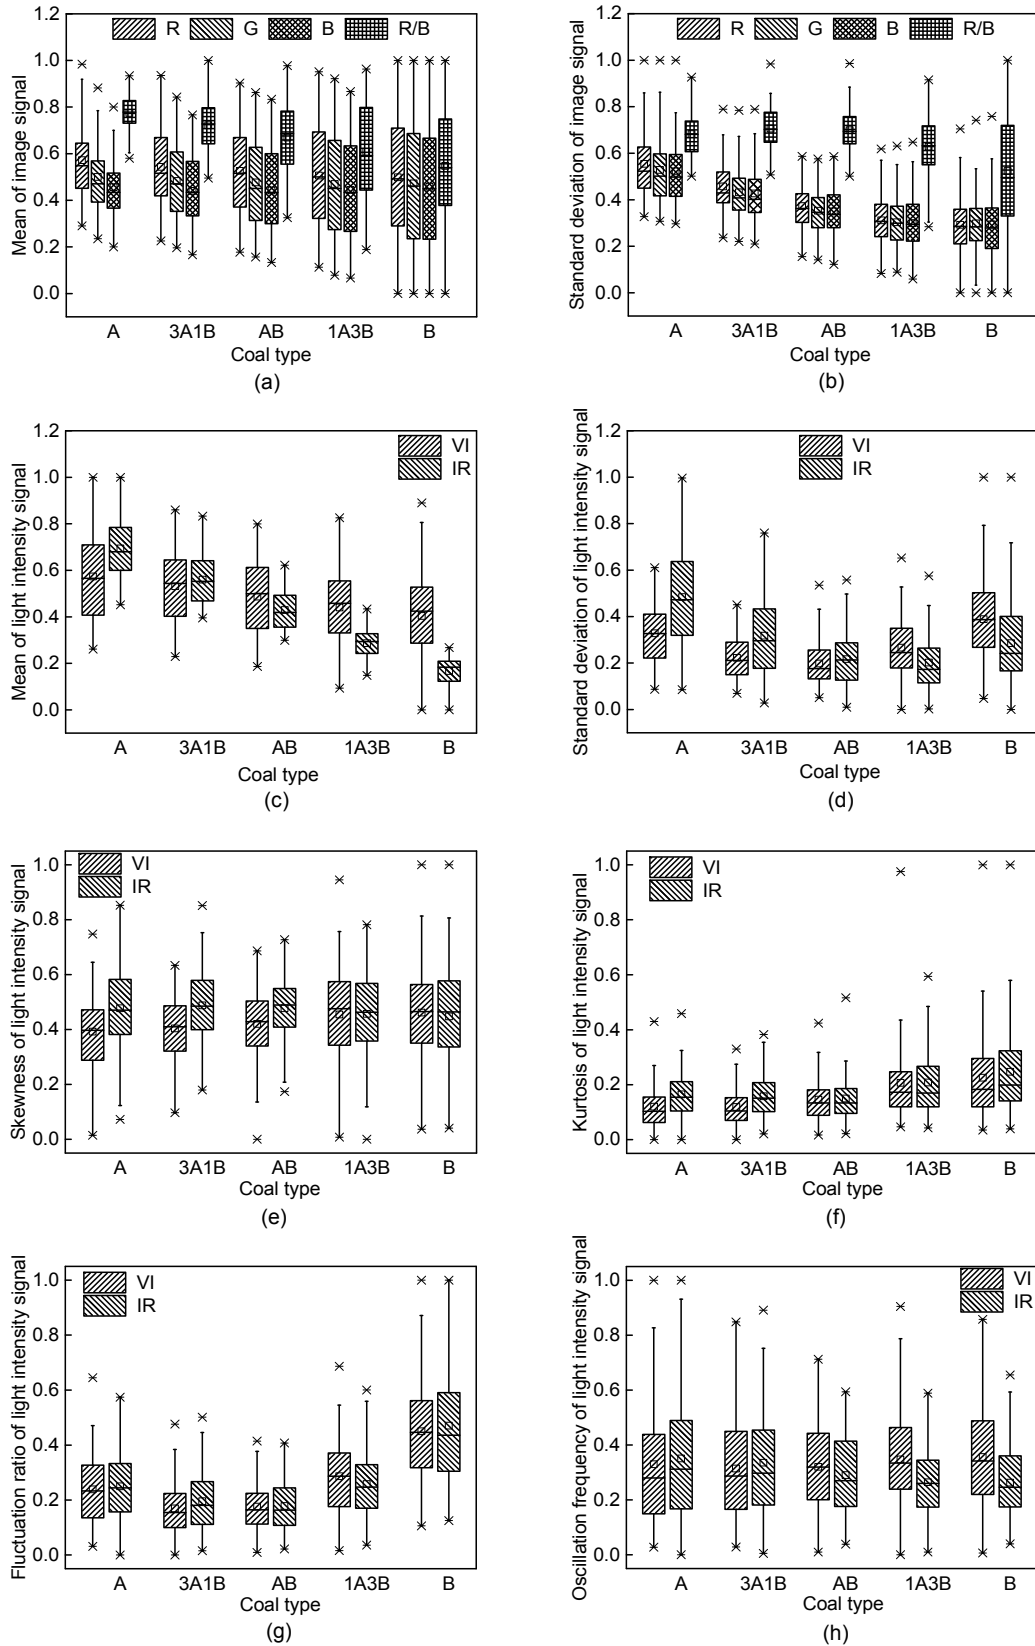 R G B R/B
Mean of image signal
1.2
1.0
0.8
0.6
0.4
0.2
0.0
A 3A1B AB 1A3B B
Coal type
(a)
R G B R/B
Standard deviation of image signal
1.2
1.0
0.8
0.6
0.4
0.2
0.0
A 3A1B AB 1A3B B
Coal type
(b)
VI
IR
Mean of light intensity signal
1.2
1.0
0.8
0.6
0.4
0.2
0.0
A 3A1B AB 1A3B B
Coal type
(c)
VI
IR
Standard deviation of light intensity signal
1.2
1.0
0.8
0.6
0.4
0.2
0.0
A 3A1B AB 1A3B B
Coal type
(d)
VI
IR
Skewness of light intensity signal
1.0
0.8
0.6
0.4
0.2
0.0
A 3A1B AB 1A3B B
Coal type
(e)
VI
IR
Kurtosis of light intensity signal
1.0
0.8
0.6
0.4
0.2
0.0
A 3A1B AB 1A3B B
Coal type
(f)
VI
IR
Fluctuation ratio of light intensity signal
1.0
0.8
0.6
0.4
0.2
0.0
A 3A1B AB 1A3B B
Coal type
(g)
VI
IR
Oscillation frequency of light intensity signal
1.0
0.8
0.6
0.4
0.2
0.0
A 3A1B AB 1A3B B
Coal type
(h)